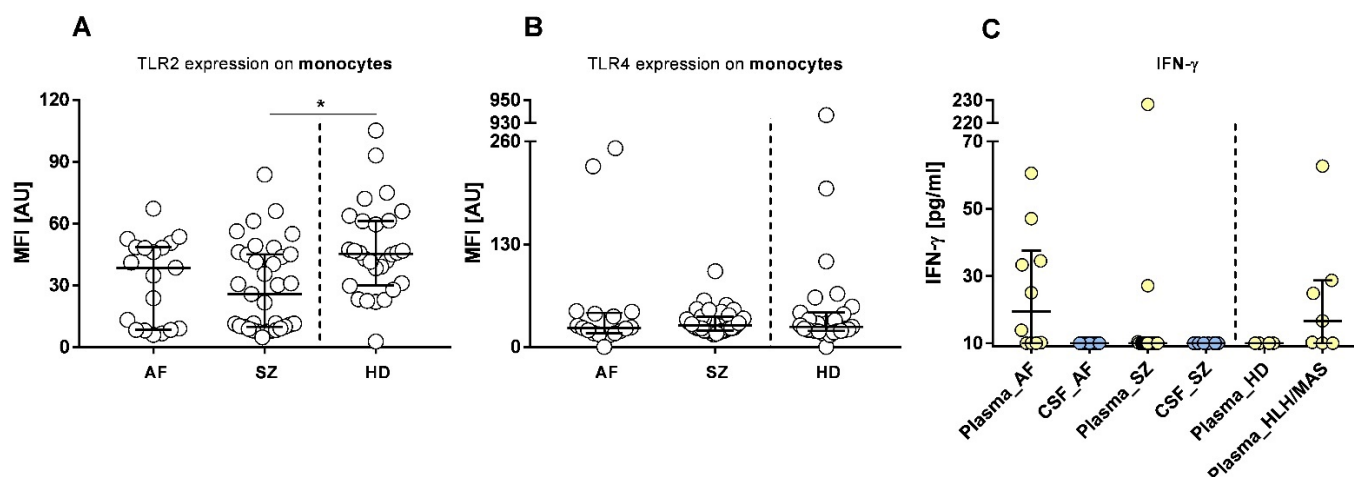 A
TLR2 expression on monocytes
MFI [AU]
120
90
60
30
0
*
AF
SZ
HD
B
TLR4 expression on monocytes
MFI [AU]
950
930
260
130
0
AF
SZ
HD
C
IFN-γ
IFN-γ [pg/ml]
230
220
70
50
30
10
Plasma_AF
CSF_AF
Plasma_SZ
CSF_SZ
Plasma_HD
Plasma_HLH/MAS